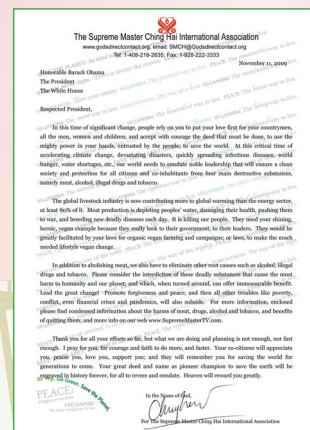 The Supreme Master Ching Hai International Association
www.godsdirectcontact.org, email: SMCH@Godsdirectcontact.org
Tel: 1-408-218-2635; Fax: 1-928-222-3333
November 11, 2009
Honorable Barack Obama
The President
The White House
Respected President,
In this time of significant change, people rely on you to put your love first for your countrymen,
all the men, women and children; and accept with courage the deed that must be done, to use the
mighty power in your hands, entrusted by the people, to save the world. At this critical time of
accelerating climate change, devastating disasters, quickly spreading infectious diseases, world
hunger, water shortages, etc., our world needs to emulate noble leadership that will ensure a clean
society and protection for all citizens and co-inhabitants from four main destructive substances,
namely meat, alcohol, illegal drugs and tobacco.
The global livestock industry is now contributing more to global warming than the energy sector,
at least 80% of it. Meat production is depleting peoples' water, damaging their health, pushing them
to war, and breeding new deadly diseases each day. It is killing our people. They need your shining,
heroic, vegan example because they really look to their government, to their leaders. They would be
greatly facilitated by your laws for organic vegan farming and campaigns; or laws, to make the much
needed lifestyle vegan change.
In addition to abolishing meat, we also have to eliminate other root causes such as alcohol, illegal
drugs and tobacco. Please consider the interdiction of these deadly substances that cause the most
harm to humanity and our planet; and which, when turned around, can offer immeasurable benefit.
Lead the great change! Promote forgiveness and peace; and then all other troubles like poverty,
conflict, even financial crises and pandemics, will also subside. For more information, enclosed
please find condensed information about the harms of meat, drugs, alcohol and tobacco, and benefits
of quitting them; and more info on our web www.SupremeMasterTV.com.
Thank you for all your efforts so far, but what we are doing and planning is not enough, nor fast
enough. I pray for you, for courage and faith to do more, and faster. Your co-citizens will appreciate
you, praise you, love you, support you; and they will remember you for saving the world for
generations to come. Your great deed and name as pioneer champion to save the earth will be
engraved in history forever, for all to revere and emulate. Heaven will reward you greatly.
Be Veg, Go Green, Save the Planet.
PEACE:
VEGANISM
In the Name of God,
For The Supreme Master Ching Hai International Association